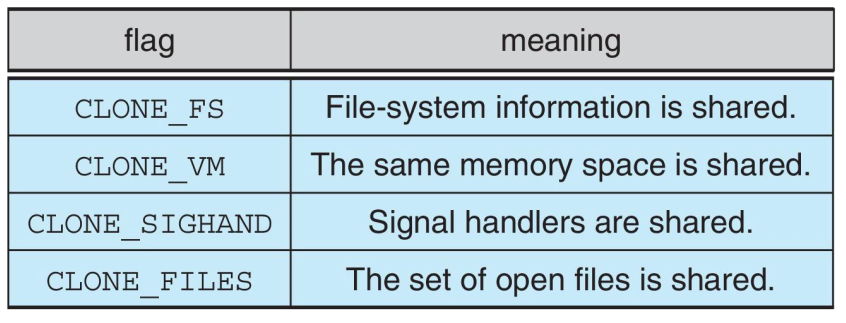 flag meaning
CLONE_FS File-system information is shared.
CLONE_VM The same memory space is shared.
CLONE_SIGHAND Signal handlers are shared.
CLONE_FILES The set of open files is shared.